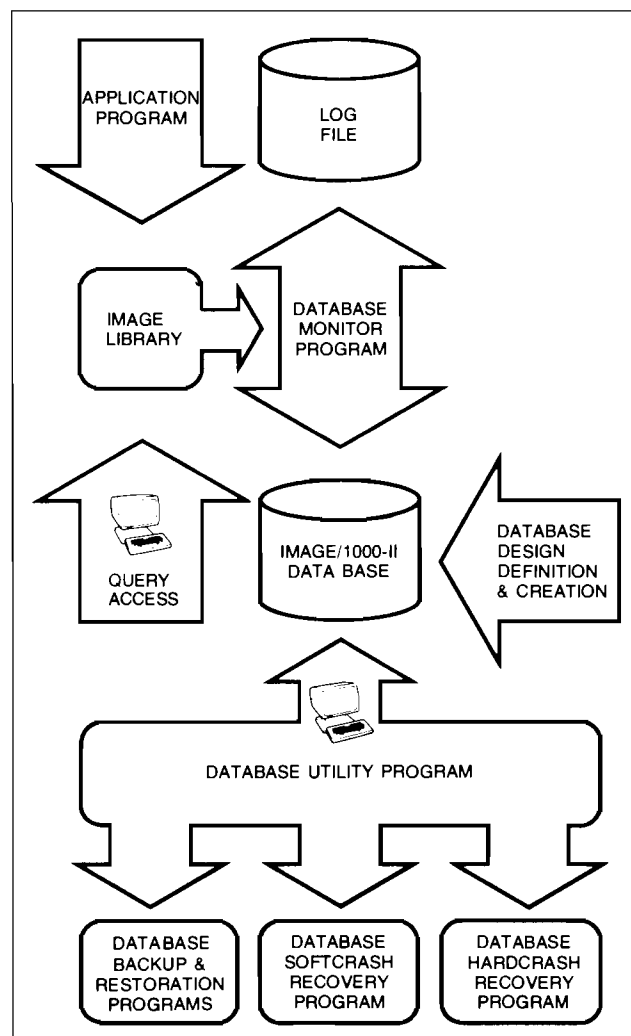 APPLICATION
PROGRAM
LOG
FILE
IMAGE
LIBRARY
DATABASE
MONITOR
PROGRAM
QUERY
ACCESS
IMAGE/1000-II
DATA BASE
DATABASE
DESIGN
DEFINITION
& CREATION
DATABASE UTILITY PROGRAM
DATABASE
BACKUP &
RESTORATION
PROGRAMS
DATABASE
SOFTCRASH
RECOVERY
PROGRAM
DATABASE
HARDCRASH
RECOVERY
PROGRAM